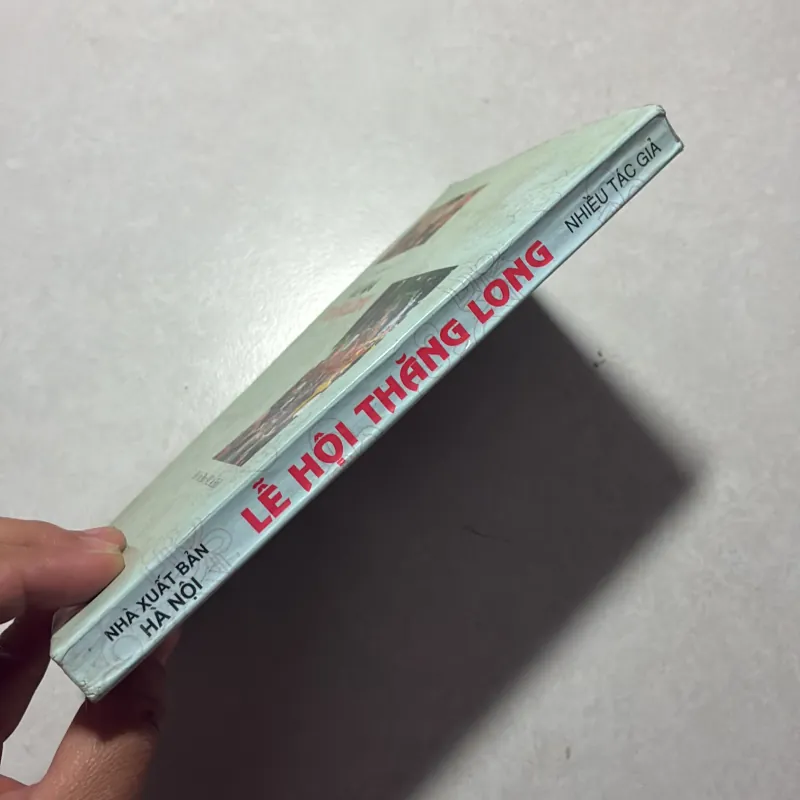 NHÀ XUẤT BẢN
HÀ NỘI
LỄ HỘI THĂNG LONG
NHIỀU TÁC GIẢ